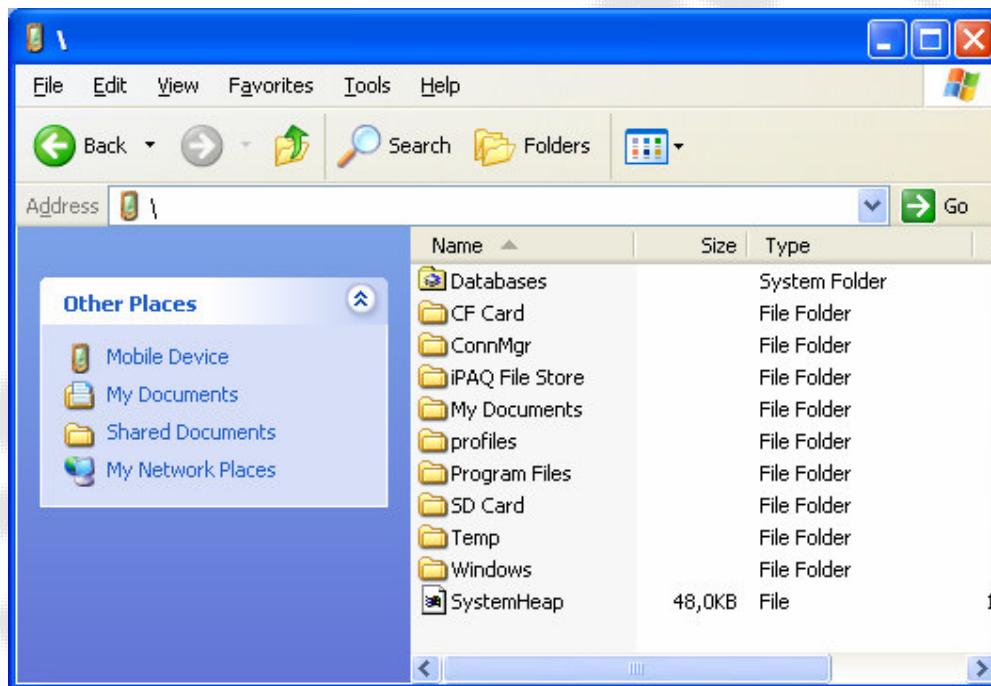 \
File Edit View Favorites Tools Help
Back Search Folders
Address \ Go
Name Size Type
Other Places
Mobile Device
My Documents
Shared Documents
My Network Places
Databases System Folder
CF Card File Folder
ConnMgr File Folder
iPAQ File Store File Folder
My Documents File Folder
profiles File Folder
Program Files File Folder
SD Card File Folder
Temp File Folder
Windows File Folder
SystemHeap 48,0KB File